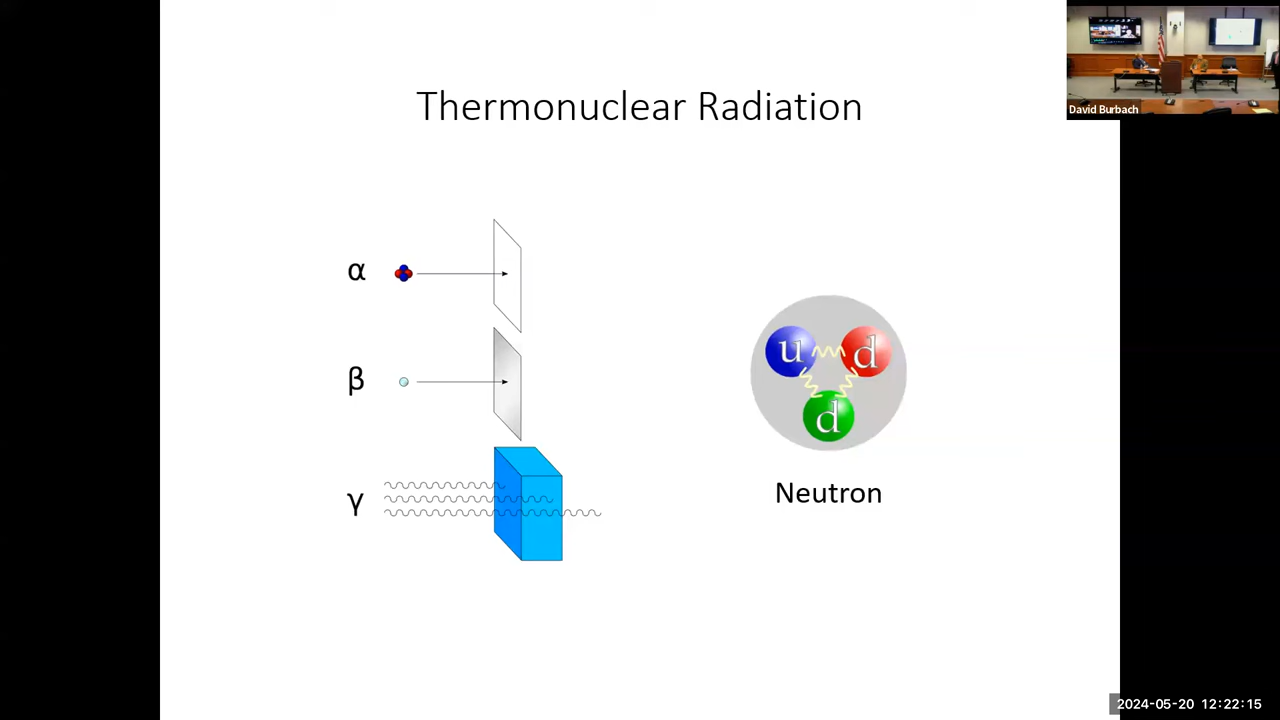 Thermonuclear Radiation
David Burbach
α
β
γ
u
d
d
Neutron
2024-05-20 12:22:15